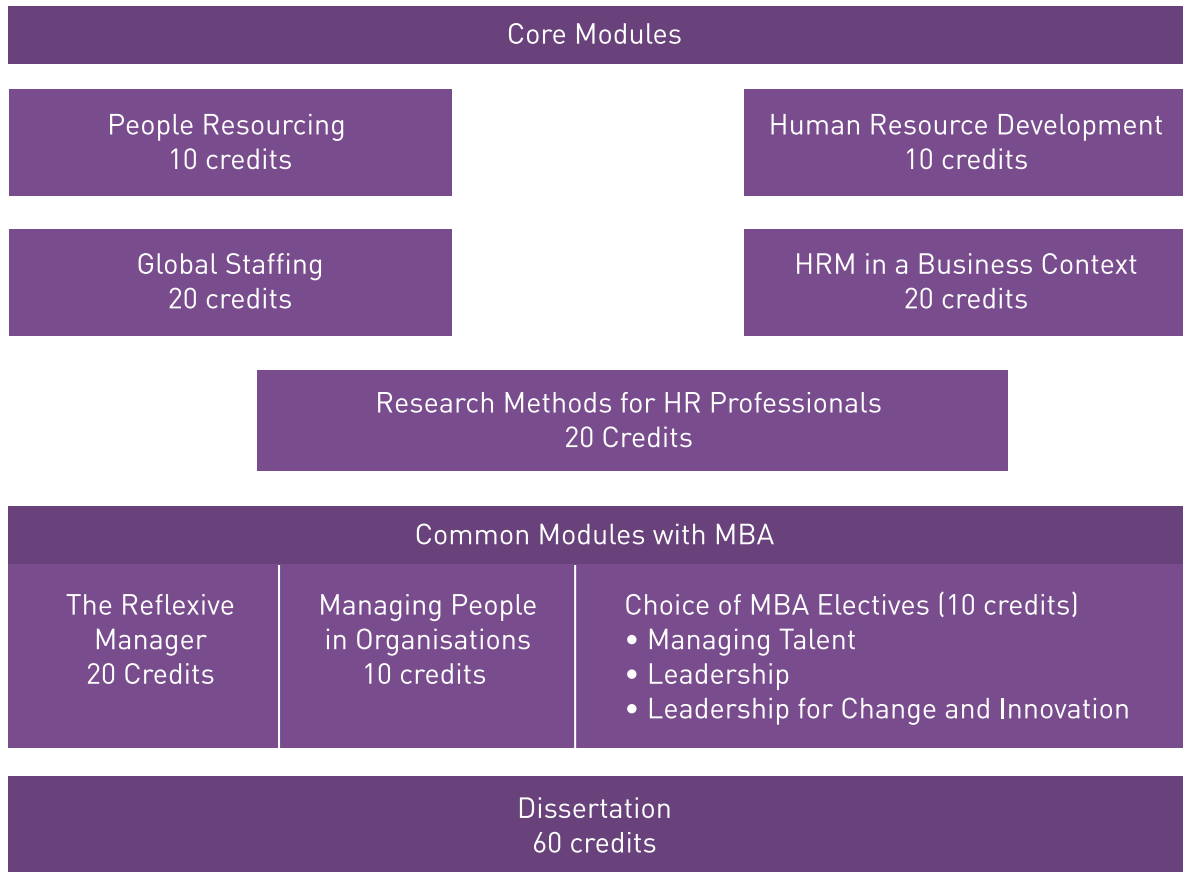 Core Modules
People Resourcing
10 credits
Human Resource Development
10 credits
Global Staffing
20 credits
HRM in a Business Context
20 credits
Research Methods for HR Professionals
20 Credits
Common Modules with MBA
The Reflexive
Manager
20 Credits
Managing People
in Organisations
10 credits
Choice of MBA Electives (10 credits)
• Managing Talent
• Leadership
• Leadership for Change and Innovation
Dissertation
60 credits